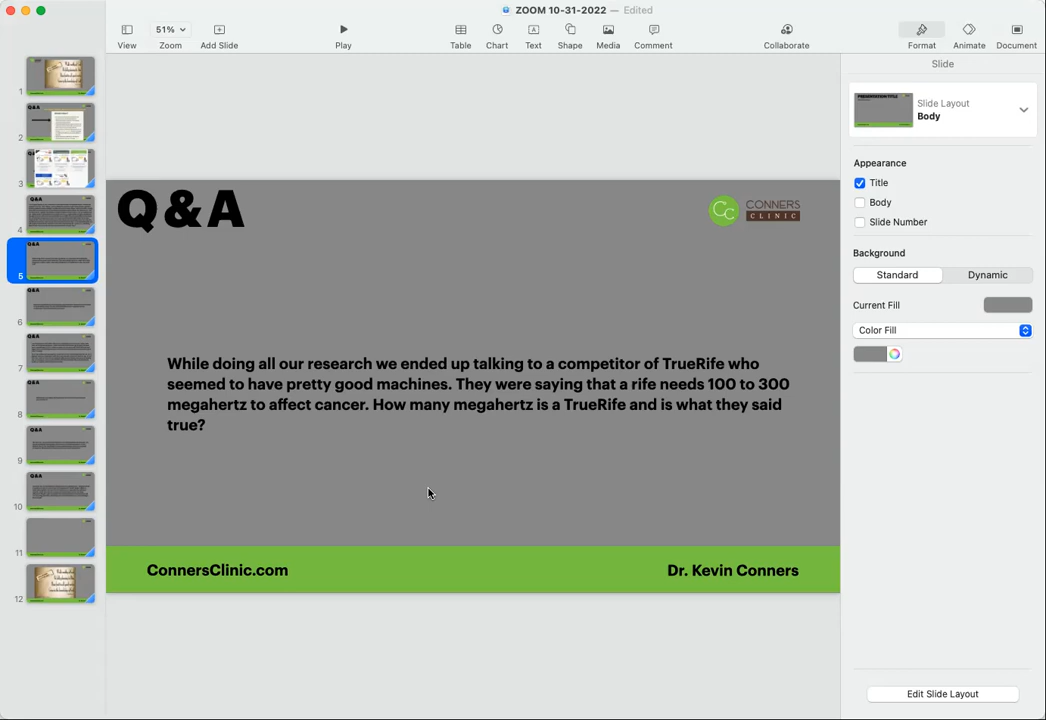 ZOOM 10-31-2022 — Edited
51%
View
Zoom
Add Slide
Play
Table
Chart
Text
Shape
Media
Comment
Collaborate
Format
Animate
Document
Slide
Slide Layout
Body
Appearance
Title
Body
Slide Number
Background
Standard
Dynamic
Current Fill
Color Fill
Edit Slide Layout
1
2
3
4
5
6
7
8
9
10
11
12
Q&A
CC
CONNERS
CLINIC
While doing all our research we ended up talking to a competitor of TrueRife who
seemed to have pretty good machines. They were saying that a rife needs 100 to 300
megahertz to affect cancer. How many megahertz is a TrueRife and is what they said
true?
ConnersClinic.com
Dr. Kevin Conners